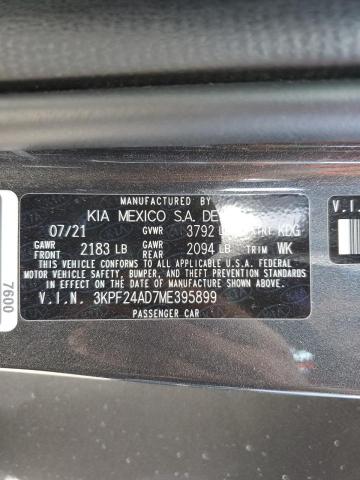 MANUFACTURED BY
KIA MEXICO S.A. DE
07/21 GVWR 3792 KDG
GAWR FRONT 2183 LB GAWR REAR 2094 LB TRIM WK
THIS VEHICLE CONFORMS TO ALL APPLICABLE U.S.A. FEDERAL
MOTOR VEHICLE SAFETY, BUMPER, AND THEFT PREVENTION STANDARDS
IN EFFECT ON THE DATE OF MANUFACTURE SHOWN ABOVE.
V.I.N. 3KPF24AD7ME395899
PASSENGER CAR
7600
V.I.